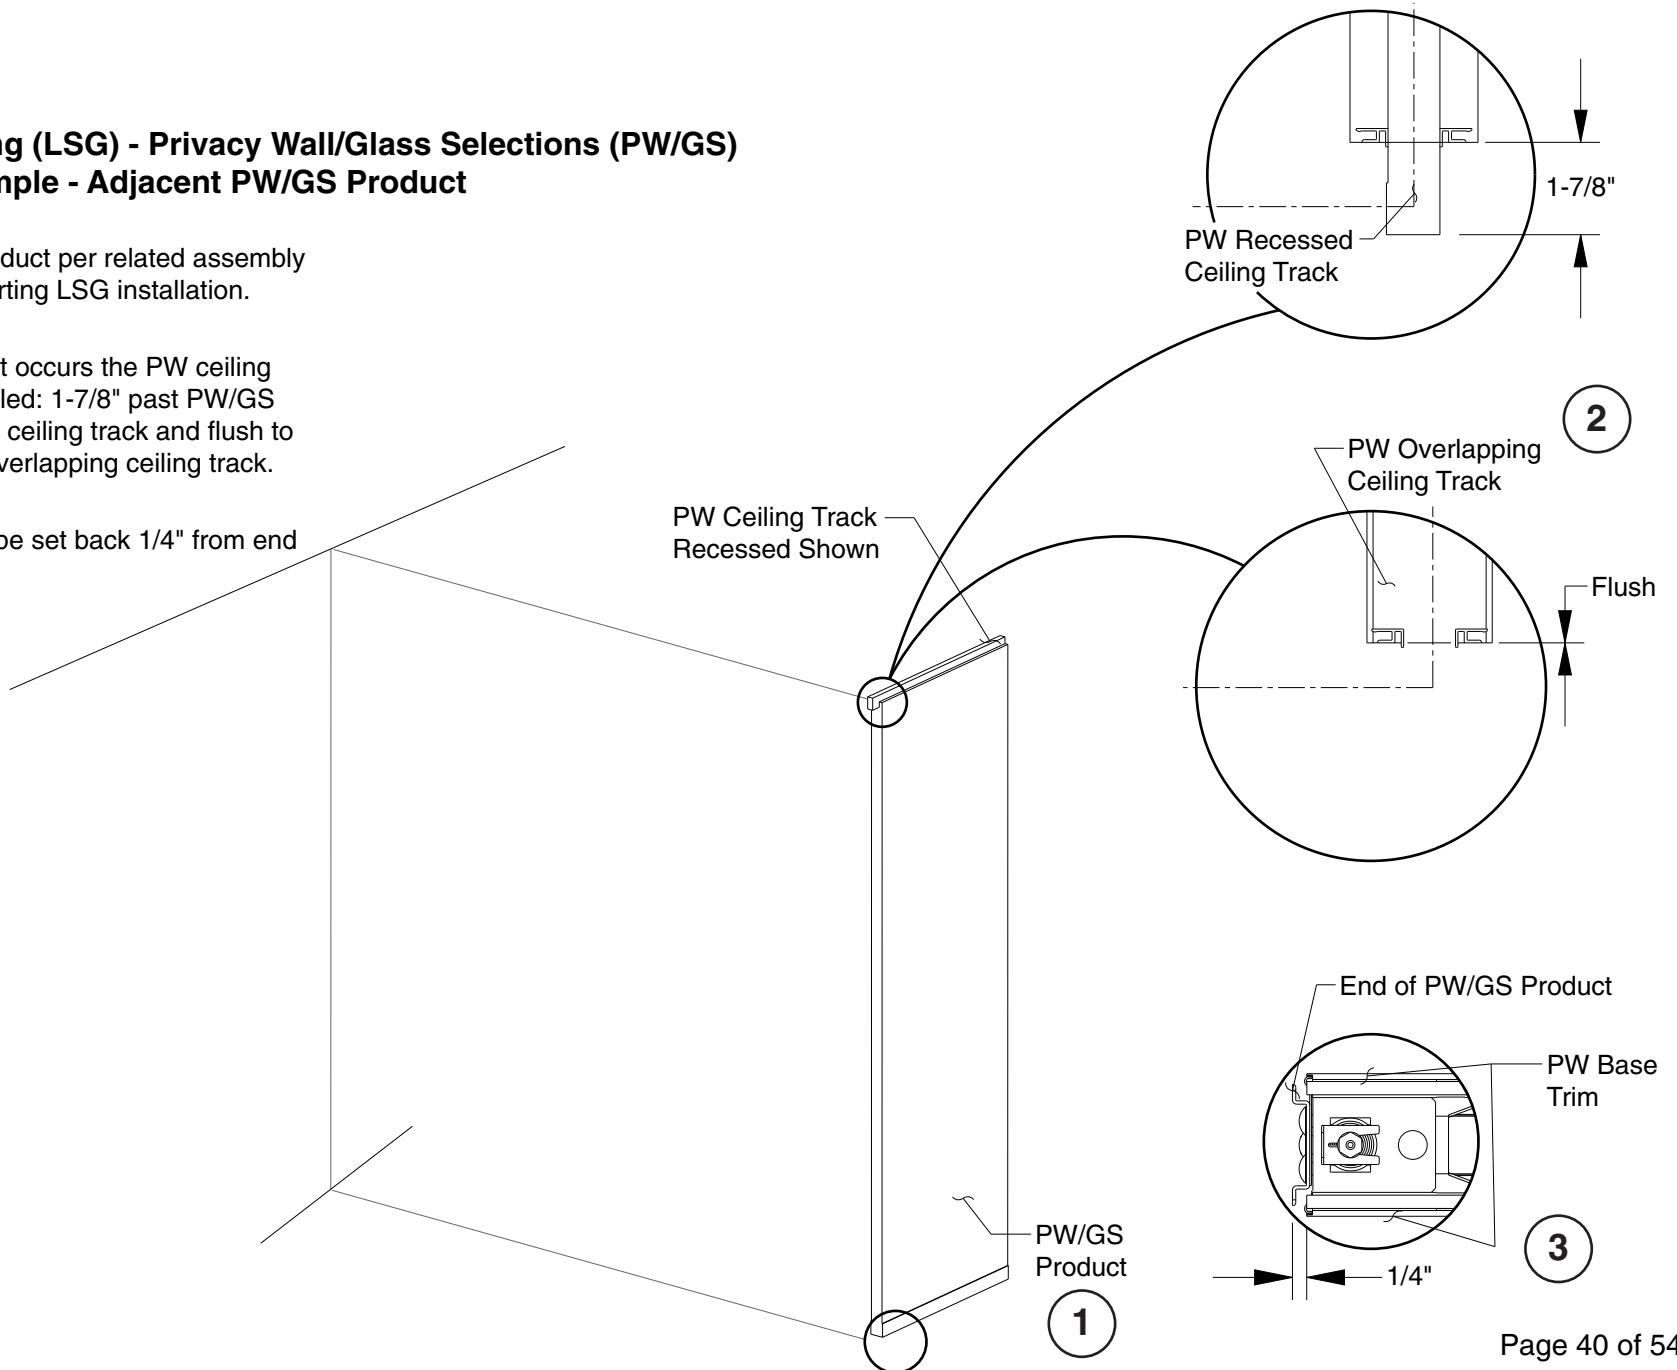 ng (LSG) - Privacy Wall/Glass Selections (PW/GS)
mple - Adjacent PW/GS Product
duct per related assembly
rting LSG installation.
t occurs the PW ceiling
led: 1-7/8" past PW/GS
ceiling track and flush to
verlapping ceiling track.
be set back 1/4" from end
PW Ceiling Track
Recessed Shown
1-7/8"
PW Recessed
Ceiling Track
2
PW Overlapping
Ceiling Track
Flush
End of PW/GS Product
PW Base
Trim
3
1/4"
PW/GS
Product
1
Page 40 of 54